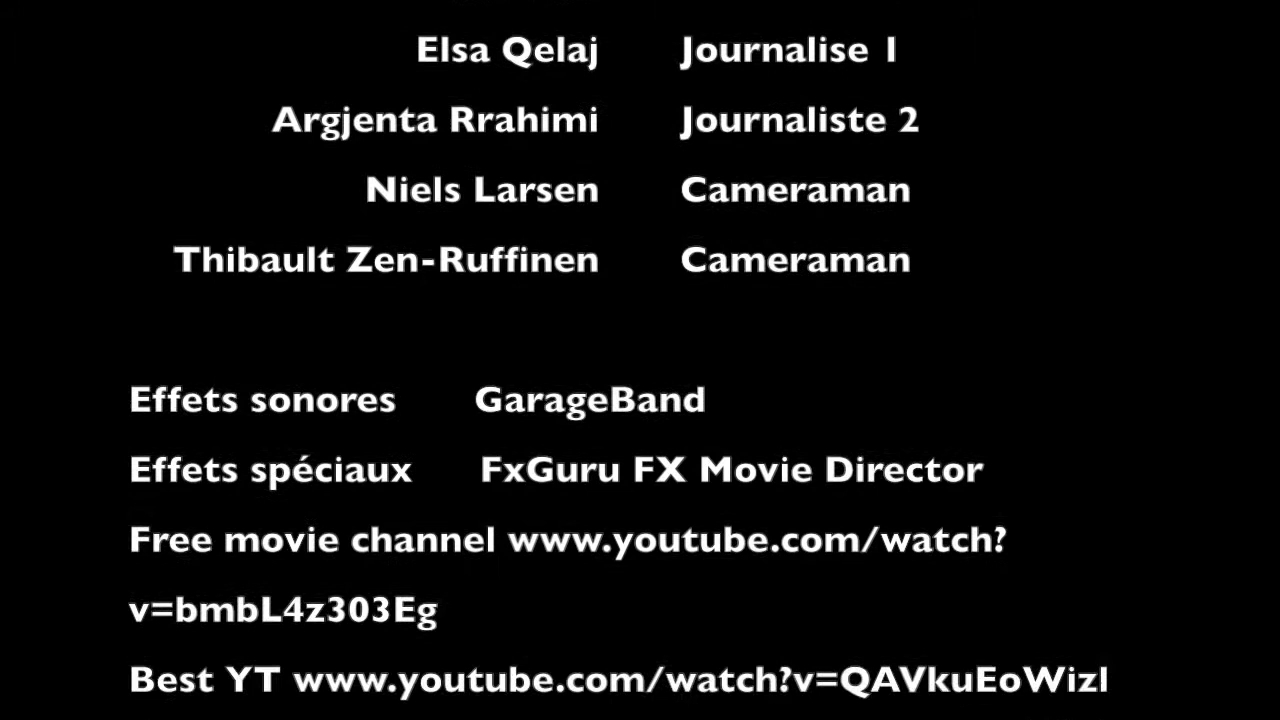 Elsa Qelaj Journalise 1
Argjenta Rrahimi Journaliste 2
Niels Larsen Cameraman
Thibault Zen-Ruffinen Cameraman
Effets sonores GarageBand
Effets spéciaux FxGuru FX Movie Director
Free movie channel www.youtube.com/watch?
v=bmbL4z303Eg
Best YT www.youtube.com/watch?v=QAVkuEoWizI